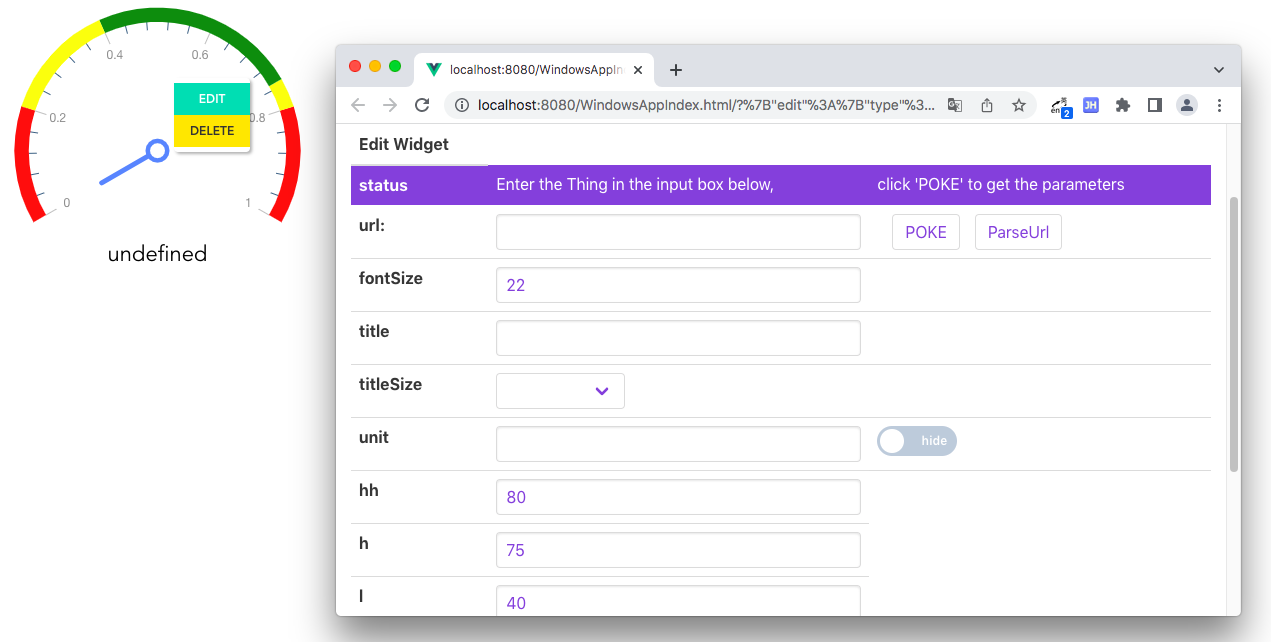 0.4
0.6
0.2
0.8
0
1
EDIT
DELETE
undefined
localhost:8080/WindowsAppIn
localhost:8080/WindowsAppIndex.html/?%7B"edit"%3A%7B"type"%3...
en
2
JH
Edit Widget
status Enter the Thing in the input box below, click 'POKE' to get the parameters
url: POKE ParseUrl
fontSize 22
title
titleSize
unit hide
hh 80
h 75
l 40